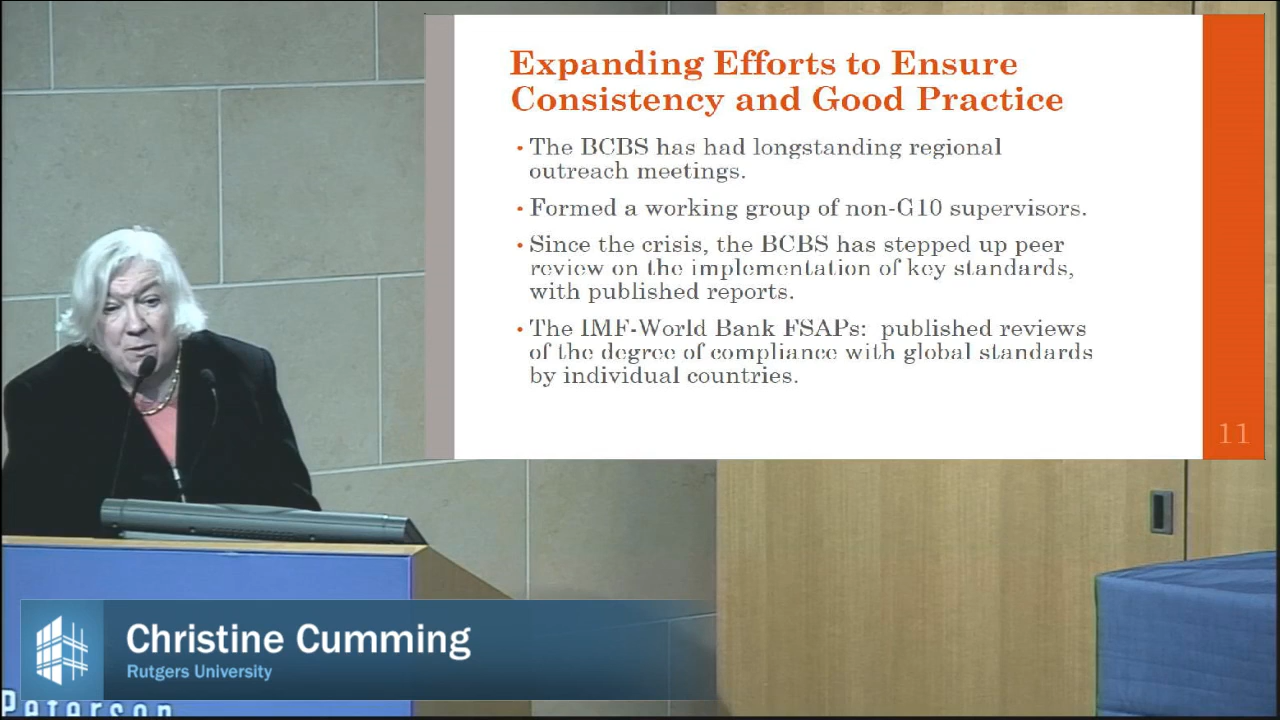 Expanding Efforts to Ensure
Consistency and Good Practice
• The BCBS has had longstanding regional
outreach meetings.
• Formed a working group of non-G10 supervisors.
• Since the crisis, the BCBS has stepped up peer
review on the implementation of key standards,
with published reports.
• The IMF-World Bank FSAPs: published reviews
of the degree of compliance with global standards
by individual countries.
11
Christine Cumming
Rutgers University
Peterson